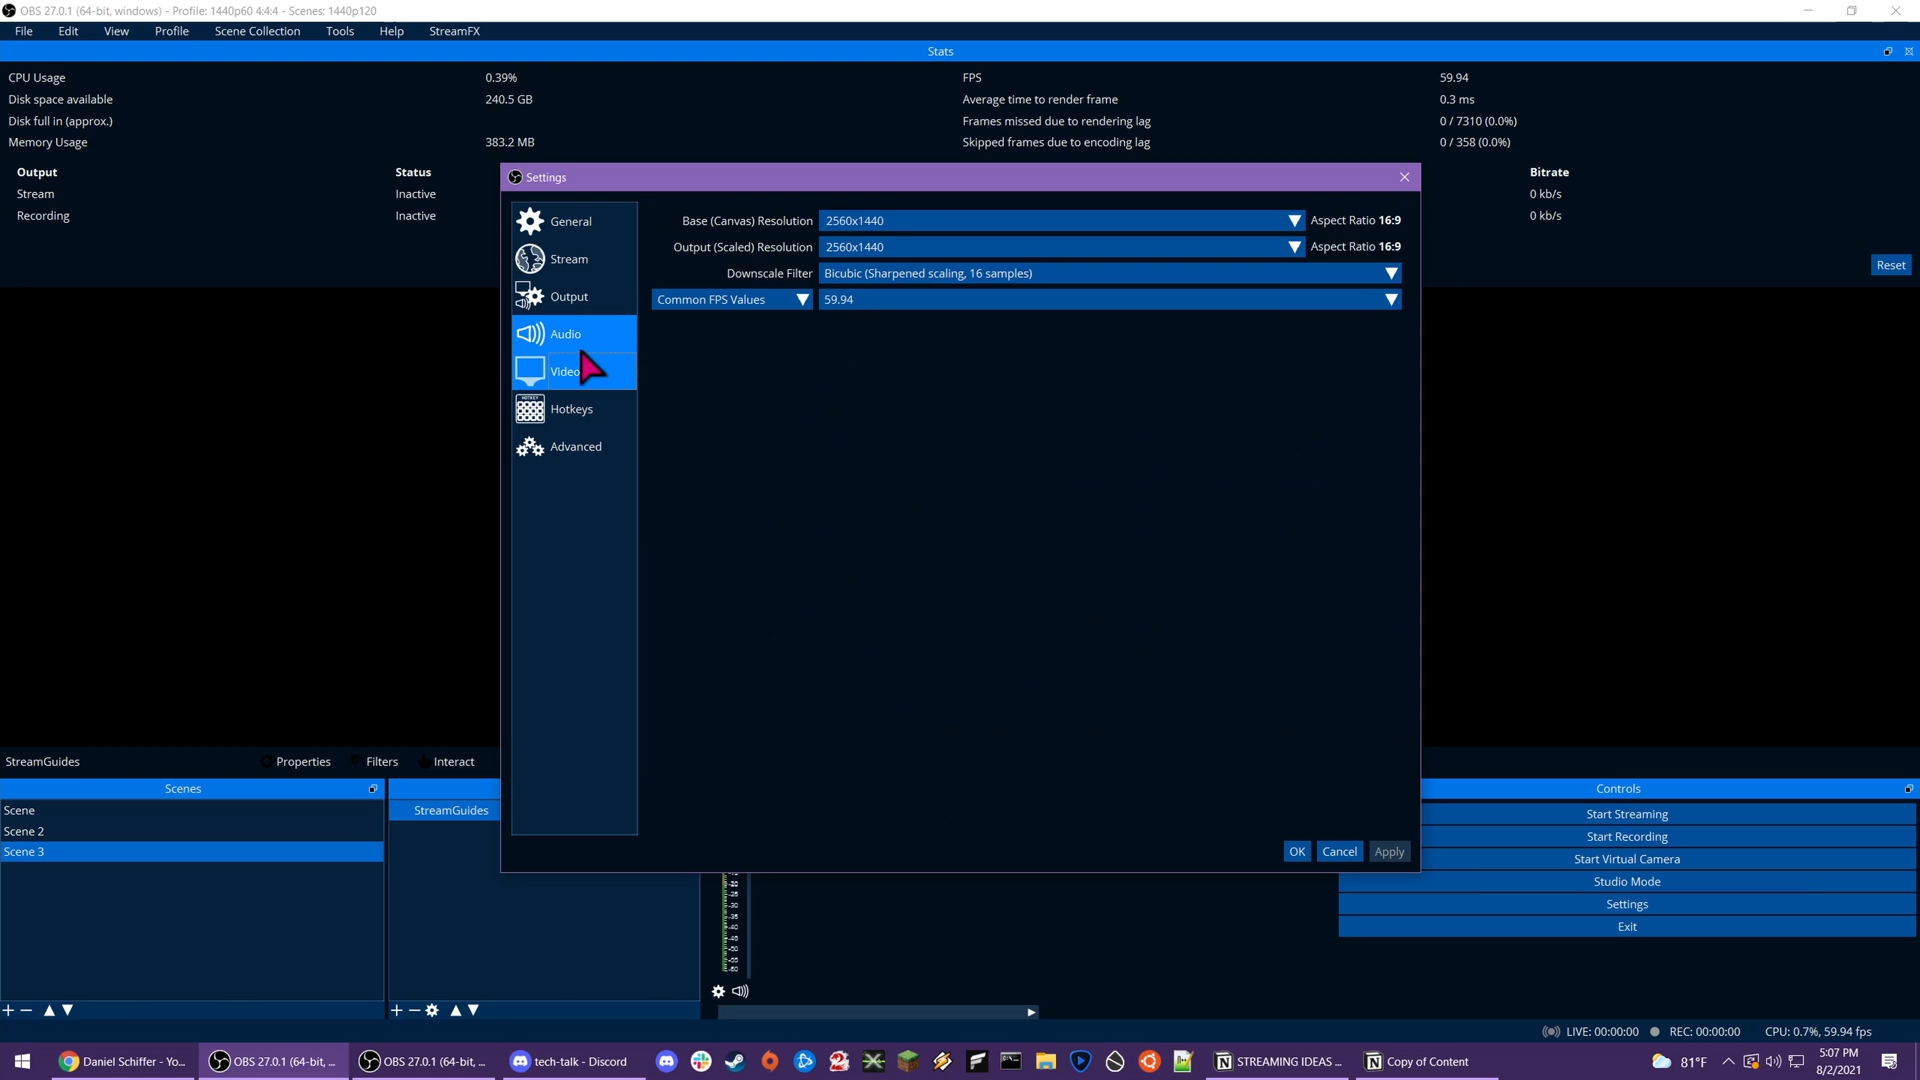 OBS 27.0.1 (64-bit, windows) - Profile: 1440p60 4:4:4 - Scenes: 1440p120
File Edit View Profile Scene Collection Tools Help StreamFX
Stats
CPU Usage 0.39% FPS 59.94
Disk space available 240.5 GB Average time to render frame 0.3 ms
Disk full in (approx.) Frames missed due to rendering lag 0 / 7310 (0.0%)
Memory Usage 383.2 MB Skipped frames due to encoding lag 0 / 358 (0.0%)
Output Status Bitrate
Stream Inactive 0 kb/s
Recording Inactive 0 kb/s
Reset
Settings
General
Stream
Output
Audio
Video
Hotkeys
Advanced
Base (Canvas) Resolution 2560x1440 Aspect Ratio 16:9
Output (Scaled) Resolution 2560x1440 Aspect Ratio 16:9
Downscale Filter Bicubic (Sharpened scaling, 16 samples)
Common FPS Values 59.94
OK Cancel Apply
StreamGuides Properties Filters Interact
Scenes
Scene
Scene 2
Scene 3
StreamGuides
Controls
Start Streaming
Start Recording
Start Virtual Camera
Studio Mode
Settings
Exit
-20
-25
-30
-35
-40
-45
-50
-55
-60
LIVE: 00:00:00 REC: 00:00:00 CPU: 0.7%, 59.94 fps
Daniel Schiffer - Yo... OBS 27.0.1 (64-bit, ... OBS 27.0.1 (64-bit, ... tech-talk - Discord STREAMING IDEAS ... Copy of Content 81°F 5:07 PM
8/2/2021